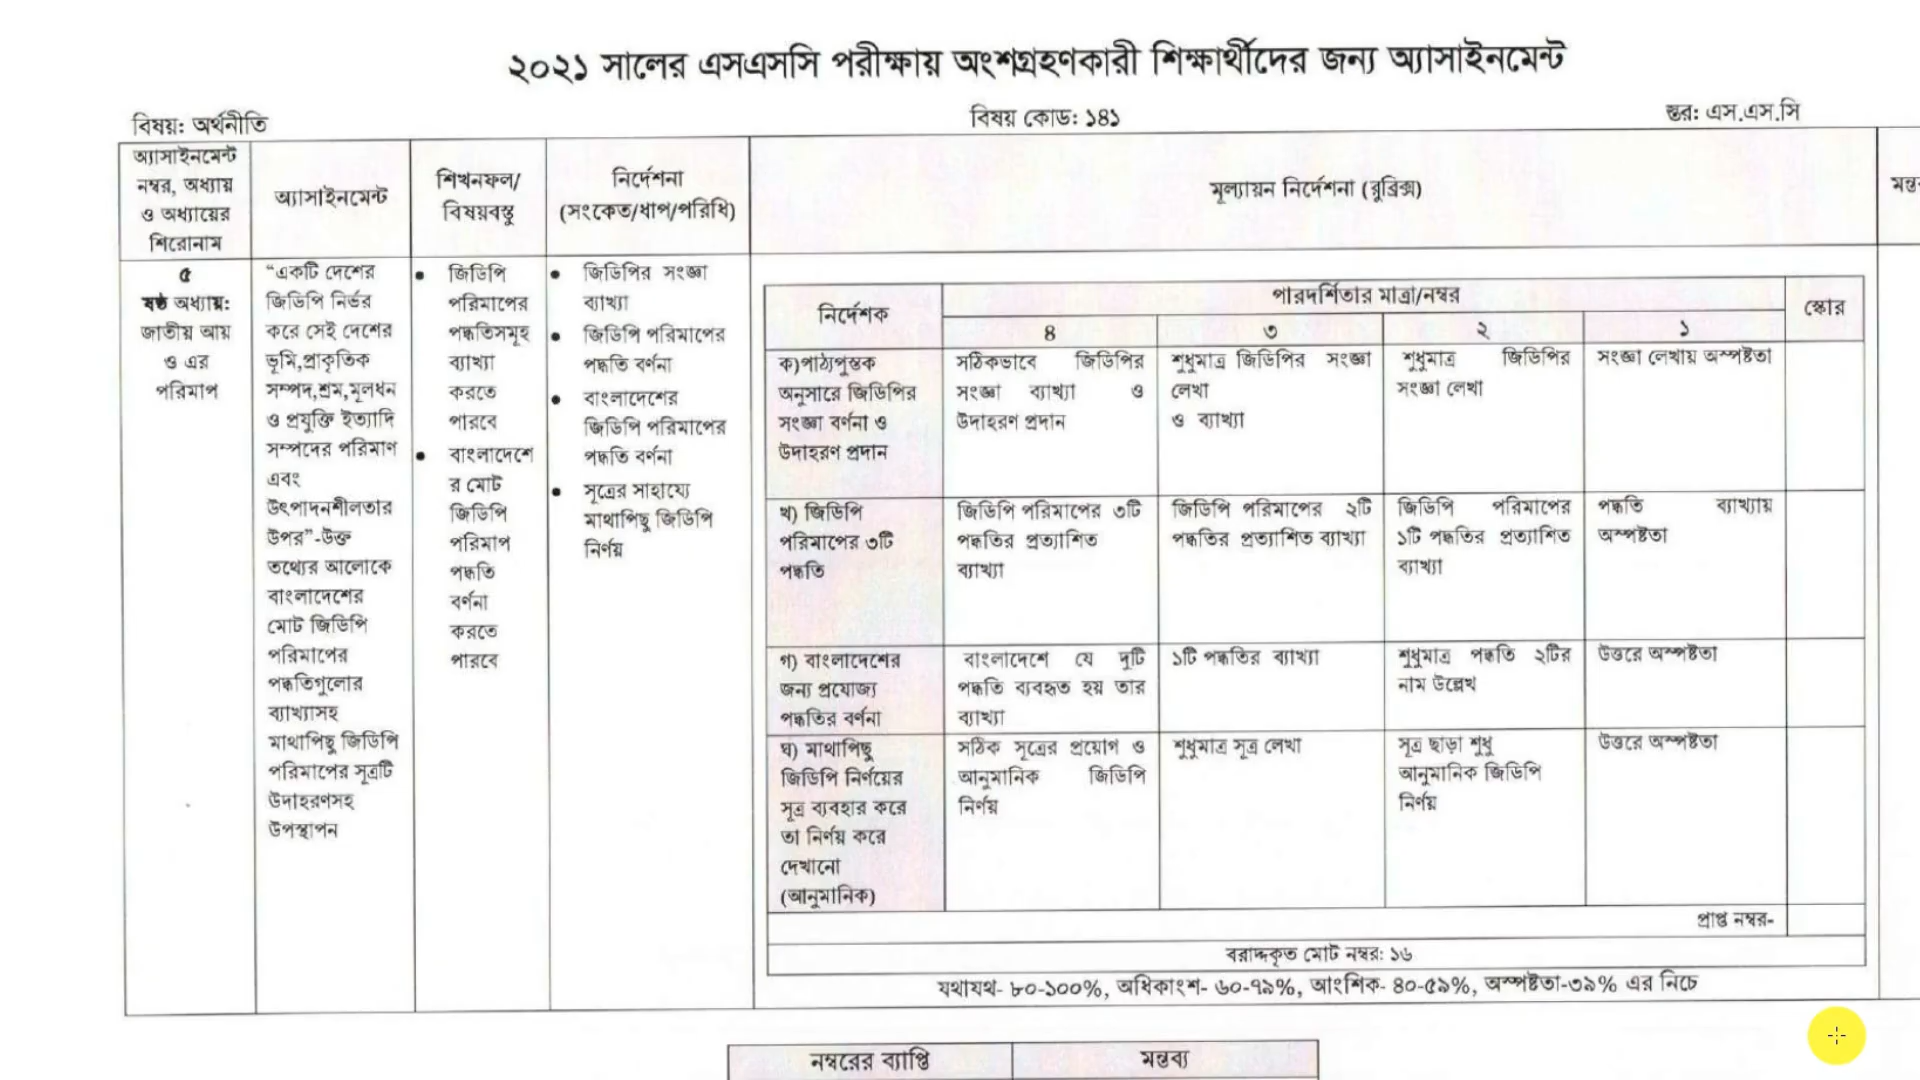 ২০২১ সালের এসএসসি পরীক্ষায় অংশগ্রহণকারী শিক্ষার্থীদের জন্য অ্যাসাইনমেন্ট
বিষয়: অর্থনীতি
বিষয় কোড: ১৪১
স্তর: এস.এস.সি
অ্যাসাইনমেন্ট
নম্বর, অধ্যায়
ও অধ্যায়ের
শিরোনাম
অ্যাসাইনমেন্ট
শিখনফল/
বিষয়বস্তু
নির্দেশনা
(সংকেত/ধাপ/পরিধি)
মূল্যায়ন নির্দেশনা (রুব্রিক্স)
৫
ষষ্ঠ অধ্যায়:
জাতীয় আয়
ও এর
পরিমাপ
“একটি দেশের
জিডিপি নির্ভর
করে সেই দেশের
ভূমি,প্রাকৃতিক
সম্পদ,শ্রম,মূলধন
ও প্রযুক্তি ইত্যাদি
সম্পদের পরিমাণ
এবং
উৎপাদনশীলতার
উপর”-উক্ত
তথ্যের আলোকে
বাংলাদেশের
মোট জিডিপি
পরিমাপের
পদ্ধতিগুলোর
ব্যাখ্যাসহ
মাথাপিছু জিডিপি
পরিমাপের সূত্রটি
উদাহরণসহ
উপস্থাপন
• জিডিপি
পরিমাপের
পদ্ধতিসমূহ
ব্যাখ্যা
করতে
পারবে
• বাংলাদেশে
র মোট
জিডিপি
পরিমাপ
পদ্ধতি
বর্ণনা
করতে
পারবে
• জিডিপির সংজ্ঞা
ব্যাখ্যা
• জিডিপি পরিমাপের
পদ্ধতি বর্ণনা
• বাংলাদেশের
জিডিপি পরিমাপের
পদ্ধতি বর্ণনা
• সূত্রের সাহায্যে
মাথাপিছু জিডিপি
নির্ণয়
নির্দেশক
পারদর্শিতার মাত্রা/নম্বর
স্কোর
৪
৩
২
১
ক)পাঠ্যপুস্তক
অনুসারে জিডিপির
সংজ্ঞা বর্ণনা ও
উদাহরণ প্রদান
সঠিকভাবে জিডিপির
সংজ্ঞা ব্যাখ্যা ও
উদাহরণ প্রদান
শুধুমাত্র জিডিপির সংজ্ঞা
লেখা
ও ব্যাখ্যা
শুধুমাত্র জিডিপির
সংজ্ঞা লেখা
সংজ্ঞা লেখায় অস্পষ্টতা
খ) জিডিপি
পরিমাপের ৩টি
পদ্ধতি
জিডিপি পরিমাপের ৩টি
পদ্ধতির প্রত্যাশিত
ব্যাখ্যা
জিডিপি পরিমাপের ২টি
পদ্ধতির প্রত্যাশিত ব্যাখ্যা
জিডিপি পরিমাপের
১টি পদ্ধতির প্রত্যাশিত
ব্যাখ্যা
পদ্ধতি ব্যাখ্যায়
অস্পষ্টতা
গ) বাংলাদেশের
জন্য প্রযোজ্য
পদ্ধতির বর্ণনা
বাংলাদেশে যে দুটি
পদ্ধতি ব্যবহৃত হয় তার
ব্যাখ্যা
১টি পদ্ধতির ব্যাখ্যা
শুধুমাত্র পদ্ধতি ২টির
নাম উল্লেখ
উত্তরে অস্পষ্টতা
ঘ) মাথাপিছু
জিডিপি নির্ণয়ের
সূত্র ব্যবহার করে
তা নির্ণয় করে
দেখানো
(আনুমানিক)
সঠিক সূত্রের প্রয়োগ ও
আনুমানিক জিডিপি
নির্ণয়
শুধুমাত্র সূত্র লেখা
সূত্র ছাড়া শুধু
আনুমানিক জিডিপি
নির্ণয়
উত্তরে অস্পষ্টতা
প্রাপ্ত নম্বর-
বরাদ্দকৃত মোট নম্বর: ১৬
যথাযথ- ৮০-১০০%, অধিকাংশ- ৬০-৭৯%, আংশিক- ৪০-৫৯%, অস্পষ্টতা-৩৯% এর নিচে
নম্বরের ব্যাপ্তি
মন্তব্য